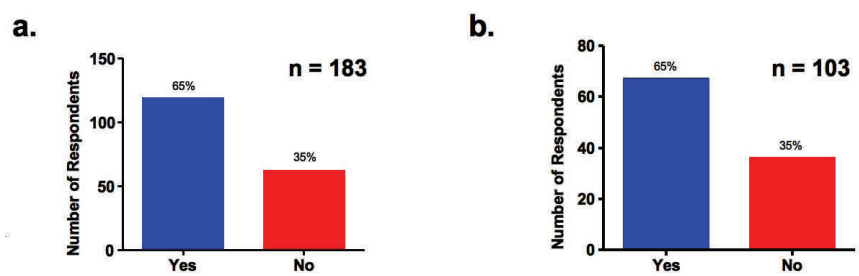 a.
n = 183
Number of Respondents
150
100
50
0
65%
35%
Yes
No
b.
n = 103
Number of Respondents
80
60
40
20
0
65%
35%
Yes
No